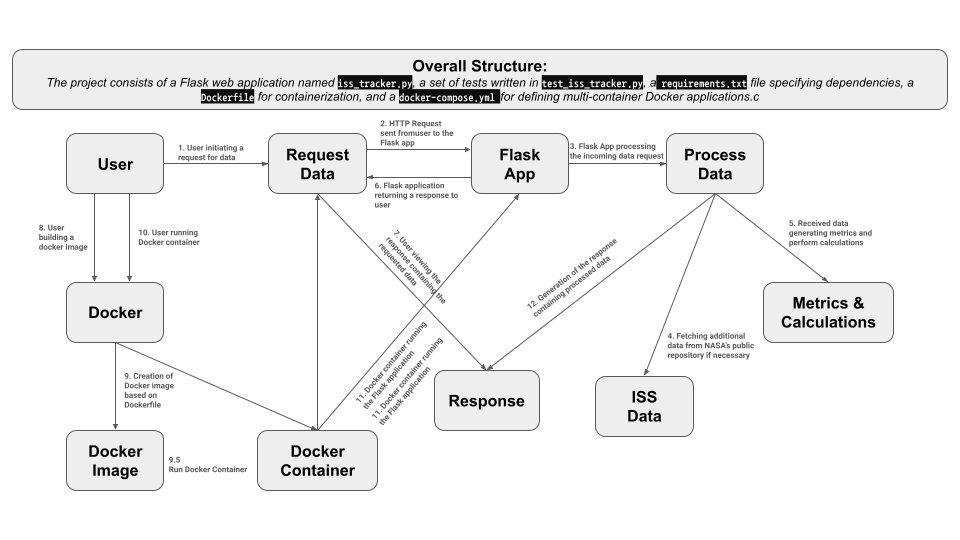 Overall Structure:
The project consists of a Flask web application named iss_tracker.py, a set of tests written in test_iss_tracker.py, a requirements.txt file specifying dependencies, a
Dockerfile for containerization, and a docker-compose.yml for defining multi-container Docker applications.c
2. HTTP Request
sent fromuser to the
Flask app
1. User initiating a
request for data
3. Flask App processing
the incoming data request
User
Request
Data
Flask
App
Process
Data
6. Flask application
returning a response to
user
8. User
building a
docker image
10. User running
Docker container
7. User viewing the
response containing the
requested data
12. Generation of the response
containing processed data
5. Received data
generating metrics and
perform calculations
Docker
Metrics &
Calculations
4. Fetching additional
data from NASA's public
repository if necessary
11. Docker container running
the Flask application
11. Docker container running
the Flask application
9. Creation of
Docker image
based on
Dockerfile
Response
ISS
Data
Docker
Image
9.5
Run Docker Container
Docker
Container